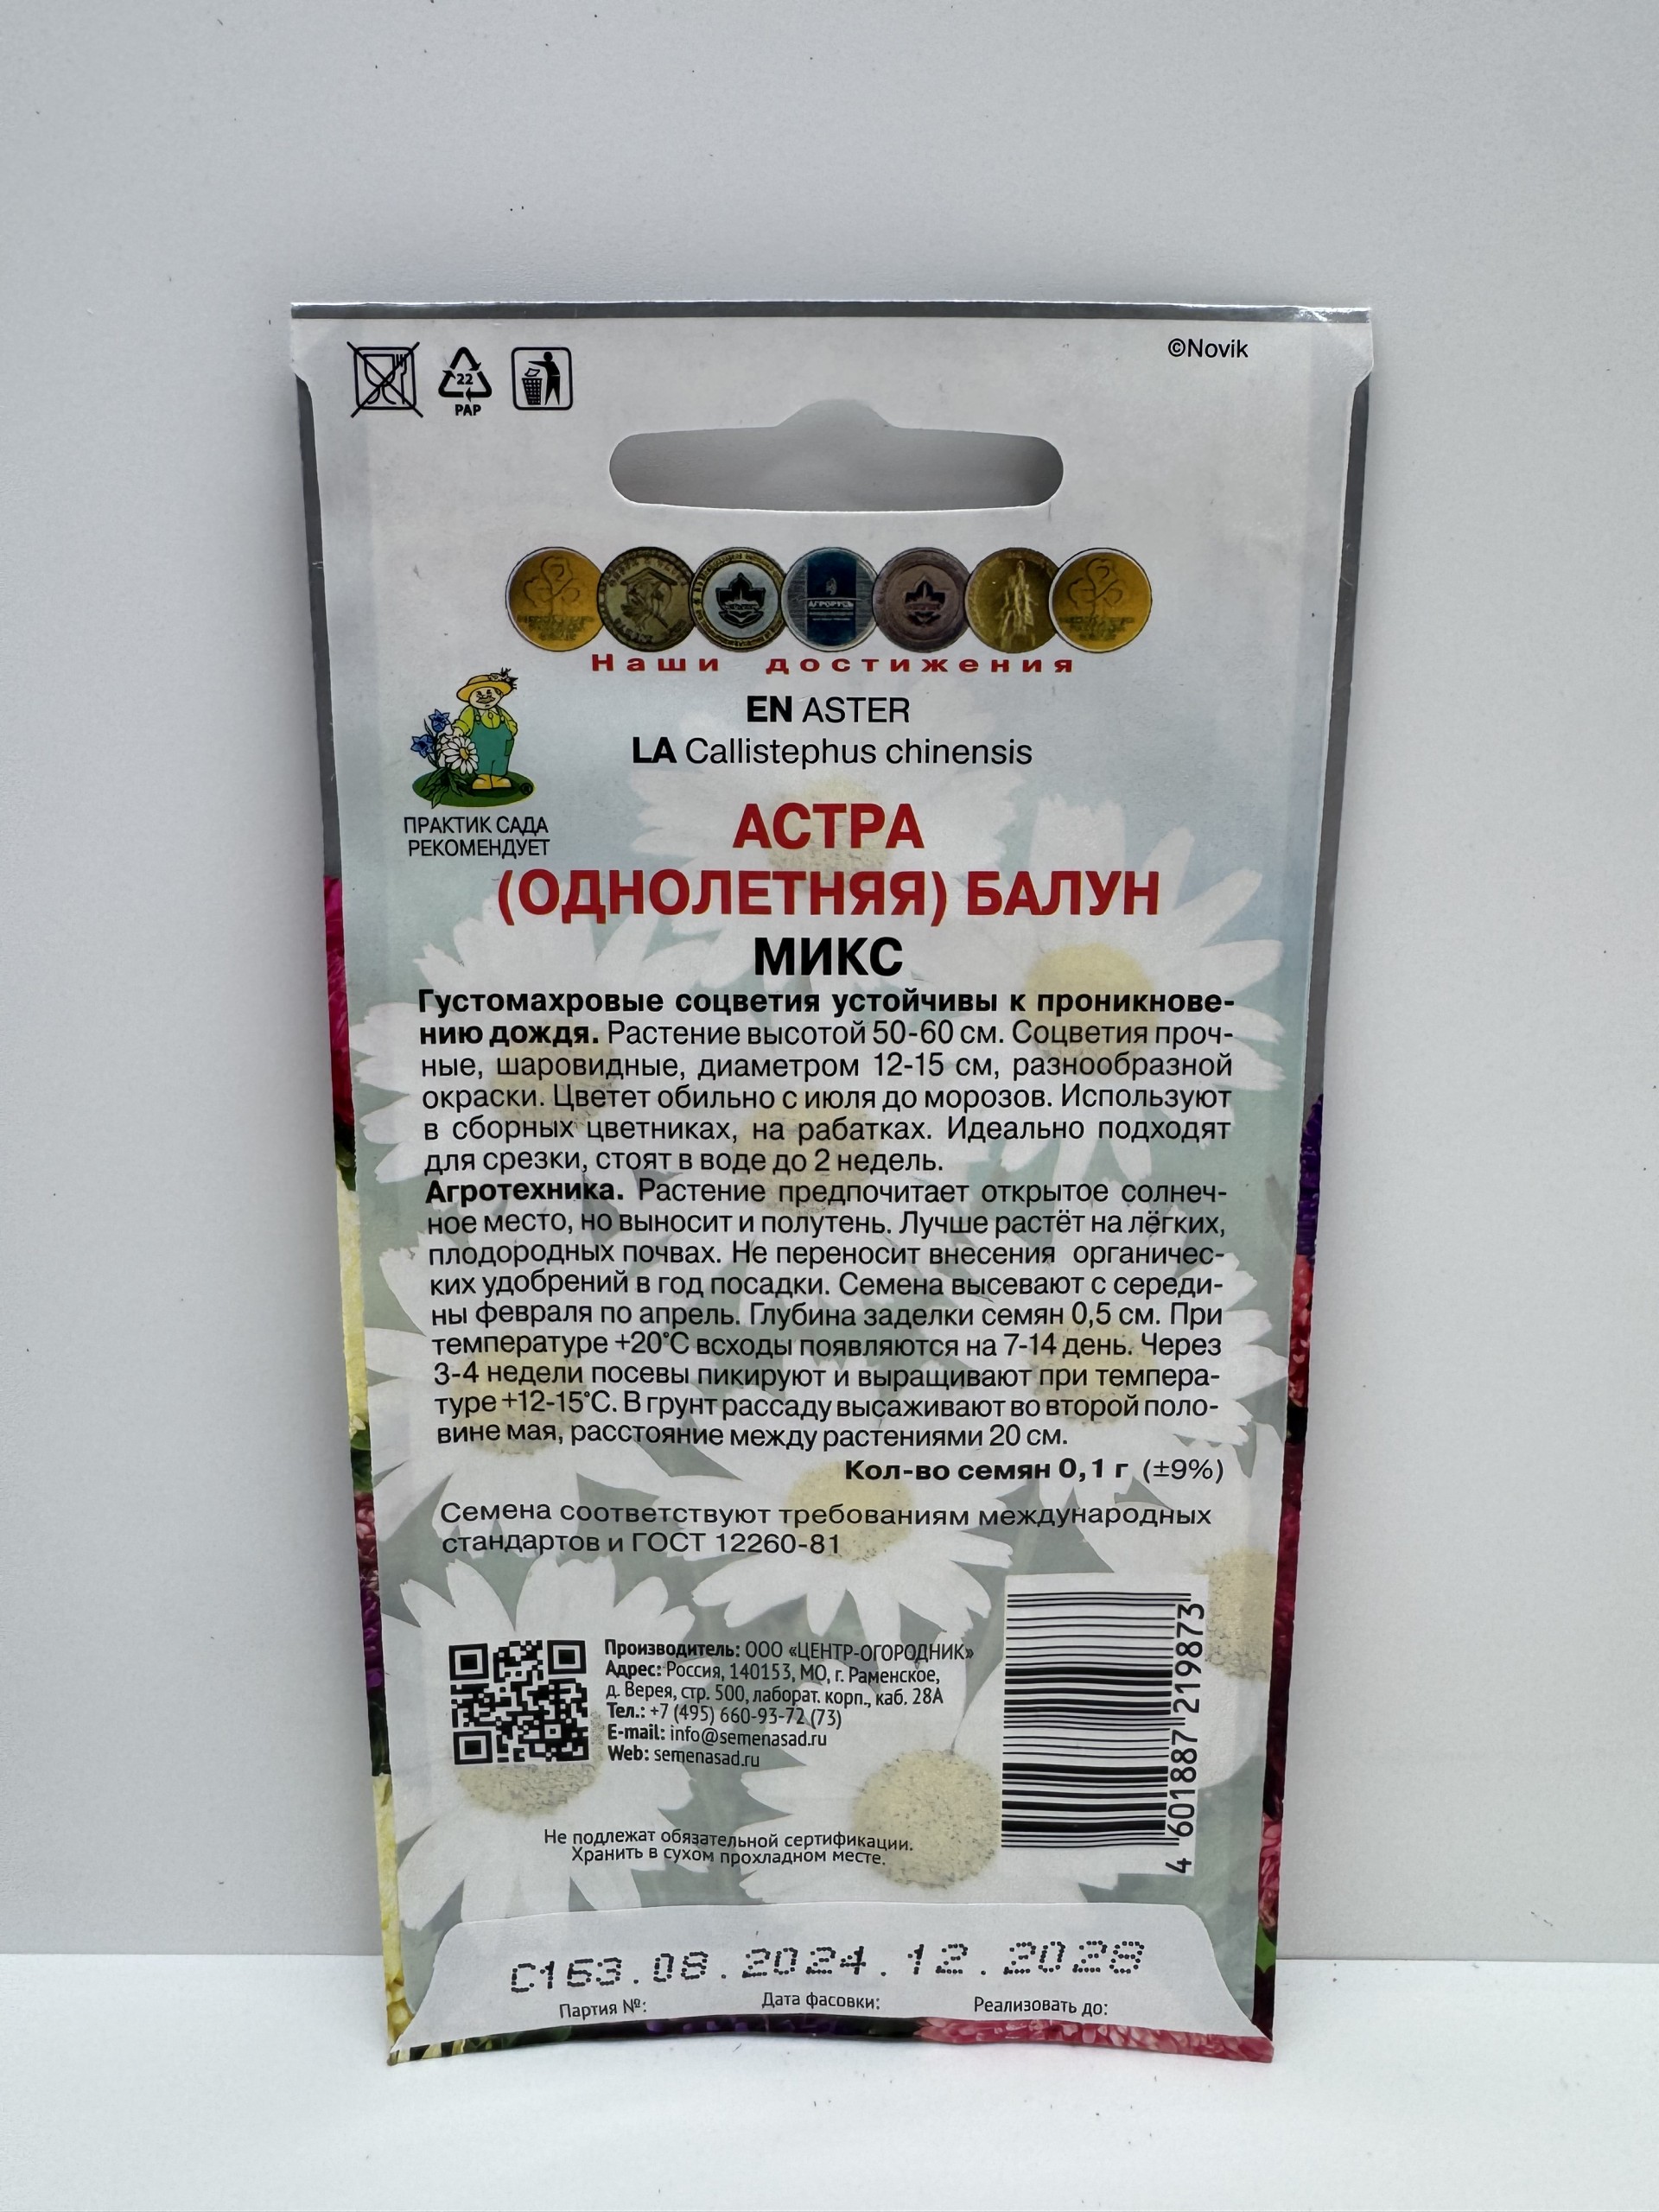 ©Novik
22
PAP
АГРОРУСЬ
Наши достижения
EN ASTER
LA Callistephus chinensis
ПРАКТИК САДА
РЕКОМЕНДУЕТ
АСТРА
(ОДНОЛЕТНЯЯ) БАЛУН
МИКС
Густомахровые соцветия устойчивы к проникнове-
нию дождя. Растение высотой 50-60 см. Соцветия проч-
ные, шаровидные, диаметром 12-15 см, разнообразной
окраски. Цветет обильно с июля до морозов. Используют
в сборных цветниках, на рабатках. Идеально подходят
для срезки, стоят в воде до 2 недель.
Агротехника. Растение предпочитает открытое солнеч-
ное место, но выносит и полутень. Лучше растёт на лёгких,
плодородных почвах. Не переносит внесения органичес-
ких удобрений в год посадки. Семена высевают с середи-
ны февраля по апрель. Глубина заделки семян 0,5 см. При
температуре +20°С всходы появляются на 7-14 день. Через
3-4 недели посевы пикируют и выращивают при темпера-
туре +12-15°С. В грунт рассаду высаживают во второй поло-
вине мая, расстояние между растениями 20 см.
Кол-во семян 0,1 г (±9%)
Семена соответствуют требованиям международных
стандартов и ГОСТ 12260-81
Производитель: ООО «ЦЕНТР-ОГОРОДНИК»
Адрес: Россия, 140153, МО, г. Раменское,
д. Верея, стр. 500, лаборат. корп., каб. 28А
Тел.: +7 (495) 660-93-72 (73)
E-mail: info@semenasad.ru
Web: semenasad.ru
4 601887 219873
Не подлежат обязательной сертификации.
Хранить в сухом прохладном месте.
С163.08.2024.12.2028
Партия №: Дата фасовки: Реализовать до: